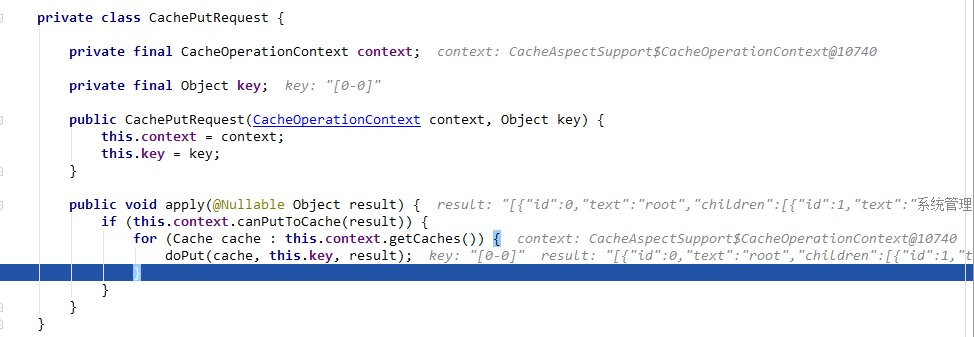 private class CachePutRequest {
private final CacheOperationContext context; context: CacheAspectSupport$CacheOperationContext@10740
private final Object key; key: "[0-0]"
public CachePutRequest(CacheOperationContext context, Object key) {
this.context = context;
this.key = key;
}
public void apply(@Nullable Object result) { result: "[{"id":0,"text":"root","children":[{"id":1,"text":"系统管理
if (this.context.canPutToCache(result)) {
for (Cache cache : this.context.getCaches()) { context: CacheAspectSupport$CacheOperationContext@10740
doPut(cache, this.key, result); key: "[0-0]" result: "[{"id":0,"text":"root","children":[{"id":1,"t
}
}
}
}